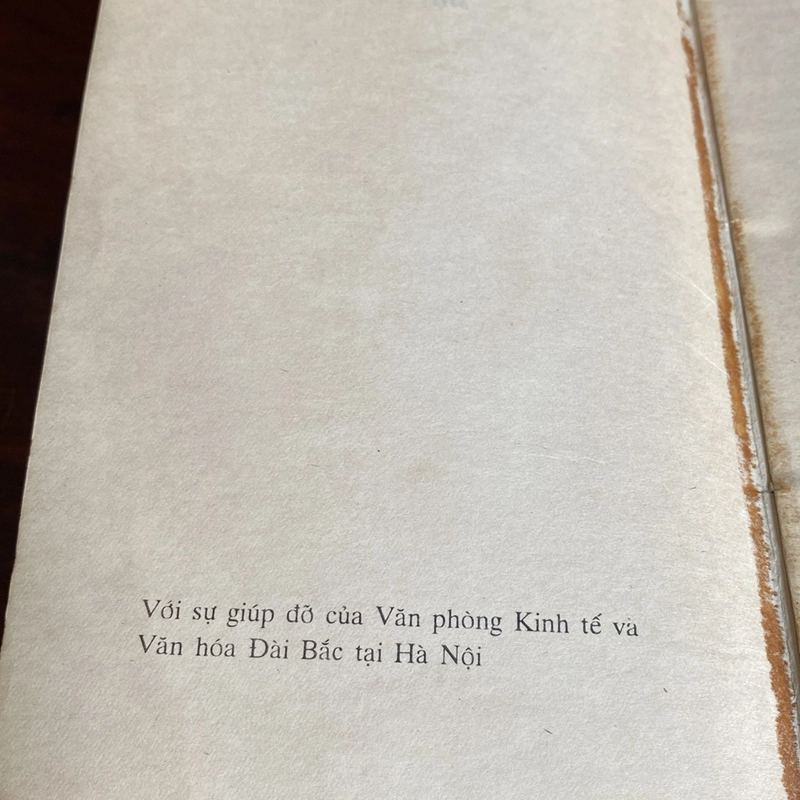 Với sự giúp đỡ của Văn phòng Kinh tế và
Văn hóa Đài Bắc tại Hà Nội